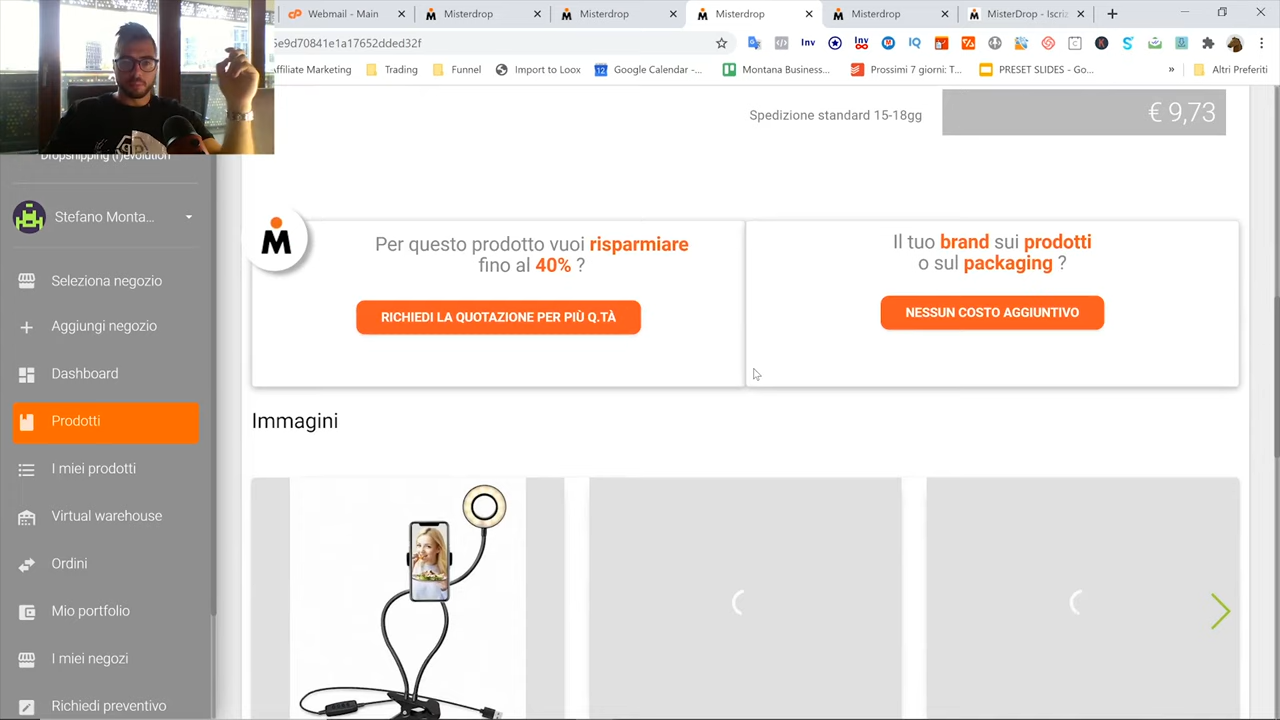 Webmail - Main
Misterdrop
Misterdrop
Misterdrop
Misterdrop
MisterDrop - Iscriz
5e9d70841e1a17652dded32f
Inv
Inv
IQ
ffiliate Marketing
Trading
Funnel
Google Calendar -...
Montana Business...
Prossimi 7 giorni: T...
PRESET SLIDES - Go...
»
Altri Preferiti
Spedizione standard 15-18gg
€ 9,73
Dropshipping (r)evolution
Stefano Monta...
Seleziona negozio
Aggiungi negozio
Dashboard
Prodotti
I miei prodotti
Virtual warehouse
Ordini
Mio portfolio
I miei negozi
Richiedi preventivo
Per questo prodotto vuoi risparmiare
fino al 40% ?
RICHIEDI LA QUOTAZIONE PER PIÙ Q.TÀ
Il tuo brand sui prodotti
o sul packaging ?
NESSUN COSTO AGGIUNTIVO
Immagini